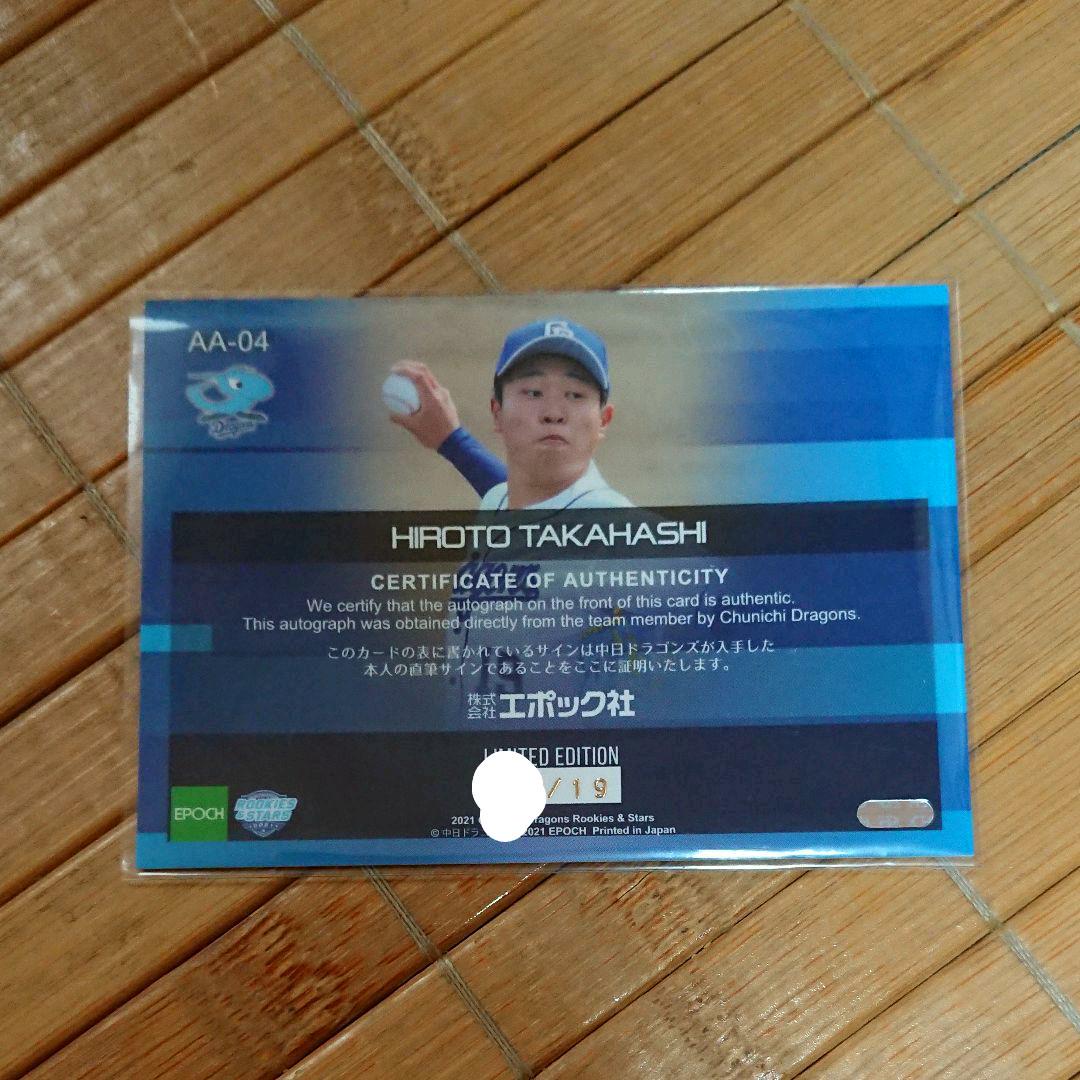 AA-04
Dragons
HIROTO TAKAHASHI
CERTIFICATE OF AUTHENTICITY
We certify that the autograph on the front of this card is authentic.
This autograph was obtained directly from the team member by Chunichi Dragons.
このカードの表に書かれているサインは中日ドラゴンズが入手した
本人の直筆サインであることをここに証明いたします。
株式会社エポック社
LIMITED EDITION
/19
EPOCH
ROOKIES & STARS
2021
2021 Dragons Rookies & Stars
© 中日ドラ 2021 EPOCH Printed in Japan